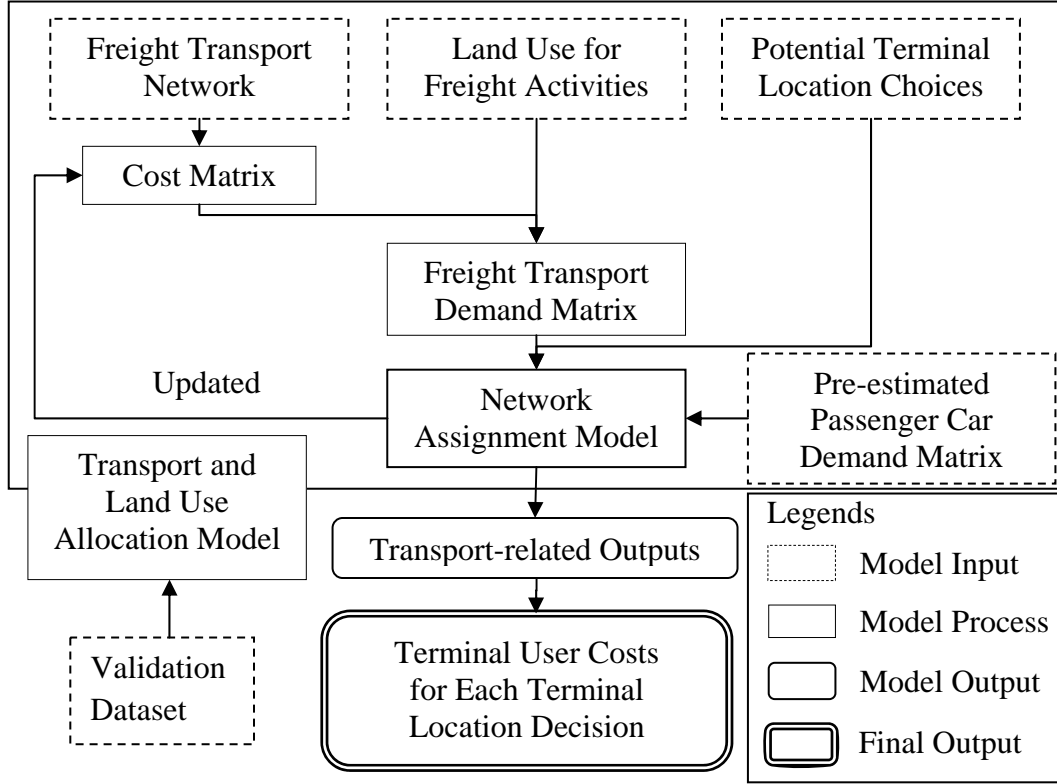 Freight Transport
Network
Land Use for
Freight Activities
Potential Terminal
Location Choices
Cost Matrix
Freight Transport
Demand Matrix
Updated
Network
Assignment Model
Pre-estimated
Passenger Car
Demand Matrix
Transport and
Land Use
Allocation Model
Transport-related Outputs
Validation
Dataset
Terminal User Costs
for Each Terminal
Location Decision
Legends
Model Input
Model Process
Model Output
Final Output